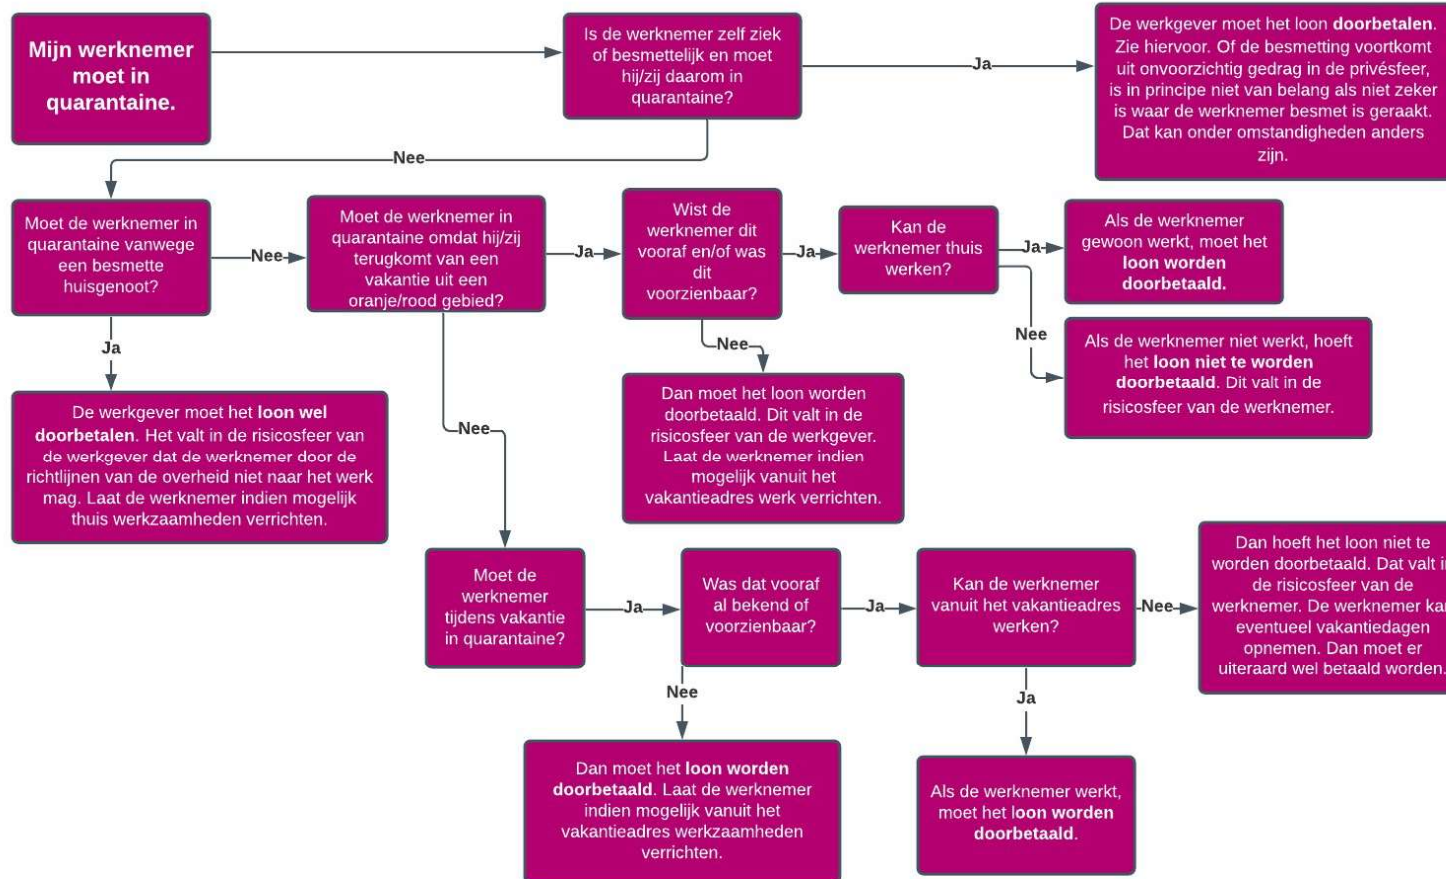 Mijn werknemer
moet in
quarantaine.
Is de werknemer zelf ziek
of besmettelijk en moet
hij/zij daarom in
quarantaine?
Ja
De werkgever moet het loon doorbetalen.
Zie hiervoor. Of de besmetting voortkomt
uit onvoorzichtig gedrag in de privésfeer,
is in principe niet van belang als niet zeker
is waar de werknemer besmet is geraakt.
Dat kan onder omstandigheden anders
zijn.
Nee
Moet de werknemer in
quarantaine vanwege
een besmette
huisgenoot?
Nee
Moet de werknemer in
quarantaine omdat hij/zij
terugkomt van een
vakantie uit een
oranje/rood gebied?
Ja
Wist de
werknemer dit
vooraf en/of was
dit
voorzienbaar?
Ja
Kan de
werknemer thuis
werken?
Ja
Als de werknemer
gewoon werkt, moet het
loon worden
doorbetaald.
Nee
Als de werknemer niet werkt, hoeft
het loon niet te worden
doorbetaald. Dit valt in de
risicosfeer van de werknemer.
Ja
De werkgever moet het loon wel
doorbetalen. Het valt in de risicosfeer van
de werkgever dat de werknemer door de
richtlijnen van de overheid niet naar het werk
mag. Laat de werknemer indien mogelijk
thuis werkzaamheden verrichten.
Nee
Dan moet het loon worden
doorbetaald. Dit valt in de
risicosfeer van de werkgever.
Laat de werknemer indien
mogelijk vanuit het
vakantieadres werk verrichten.
Nee
Moet de
werknemer
tijdens vakantie
in quarantaine?
Ja
Was dat vooraf
al bekend of
voorzienbaar?
Ja
Kan de werknemer
vanuit het vakantieadres
werken?
Nee
Dan hoeft het loon niet te
worden doorbetaald. Dat valt in
de risicosfeer van de
werknemer. De werknemer kan
eventueel vakantiedagen
opnemen. Dan moet er
uiteraard wel betaald worden.
Nee
Dan moet het loon worden
doorbetaald. Laat de werknemer
indien mogelijk vanuit het
vakantieadres werkzaamheden
verrichten.
Ja
Als de werknemer werkt,
moet het loon worden
doorbetaald.